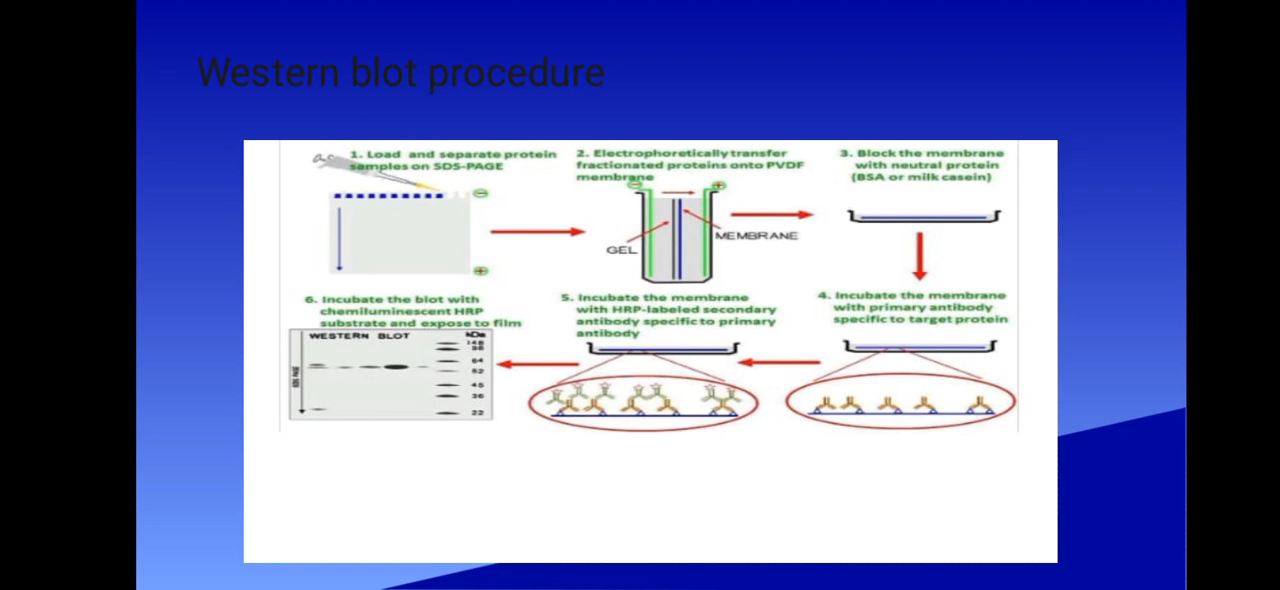 Western blot procedure
1. Load and separate protein
samples on SDS-PAGE
2. Electrophoretically transfer
fractionated proteins onto PVDF
membrane
3. Block the membrane
with neutral protein
(BSA or milk casein)
GEL
MEMBRANE
4. Incubate the membrane
with primary antibody
specific to target protein
5. Incubate the membrane
with HRP-labeled secondary
antibody specific to primary
antibody
6. Incubate the blot with
chemiluminescent HRP
substrate and expose to film
WESTERN BLOT
kDa
148
98
64
52
45
36
22